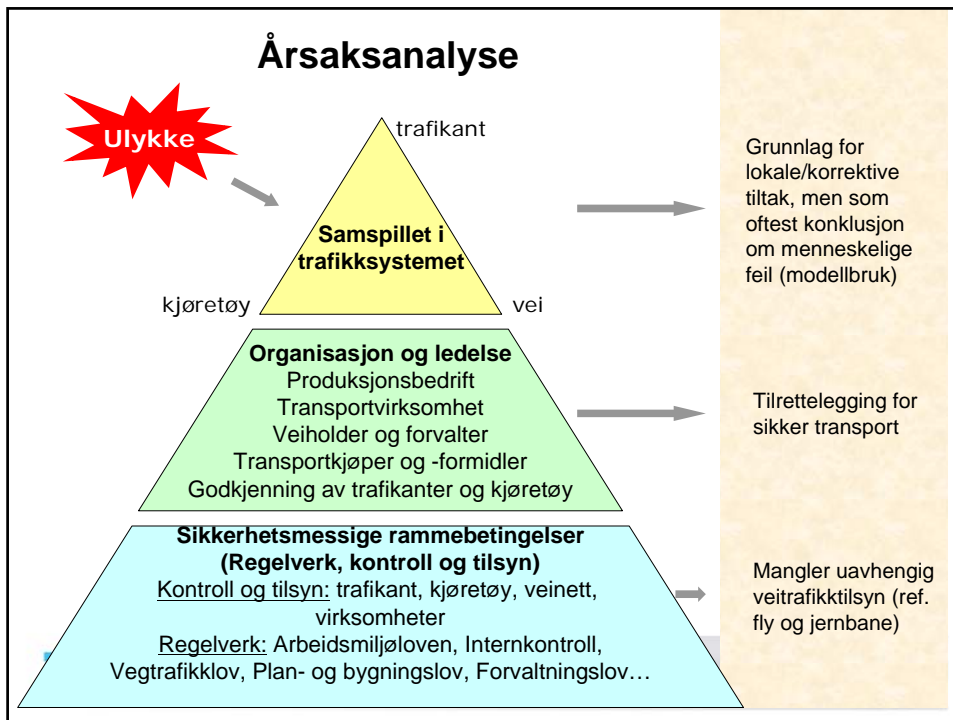 Årsaksanalyse
Ulykke
trafikant
Samspillet i
trafikksystemet
kjøretøy
vei
Grunnlag for
lokale/korrektive
tiltak, men som
oftest konklusjon
om menneskelige
feil (modellbruk)
Organisasjon og ledelse
Produksjonsbedrift
Transportvirksomhet
Veiholder og forvalter
Transportkjøper og -formidler
Godkjenning av trafikanter og kjøretøy
Tilrettelegging for
sikker transport
Sikkerhetsmessige rammebetingelser
(Regelverk, kontroll og tilsyn)
Kontroll og tilsyn: trafikant, kjøretøy, veinett,
virksomheter
Regelverk: Arbeidsmiljøloven, Internkontroll,
Vegtrafikklov, Plan- og bygningslov, Forvaltningslov…
Mangler uavhengig
veitrafikktilsyn (ref.
fly og jernbane)